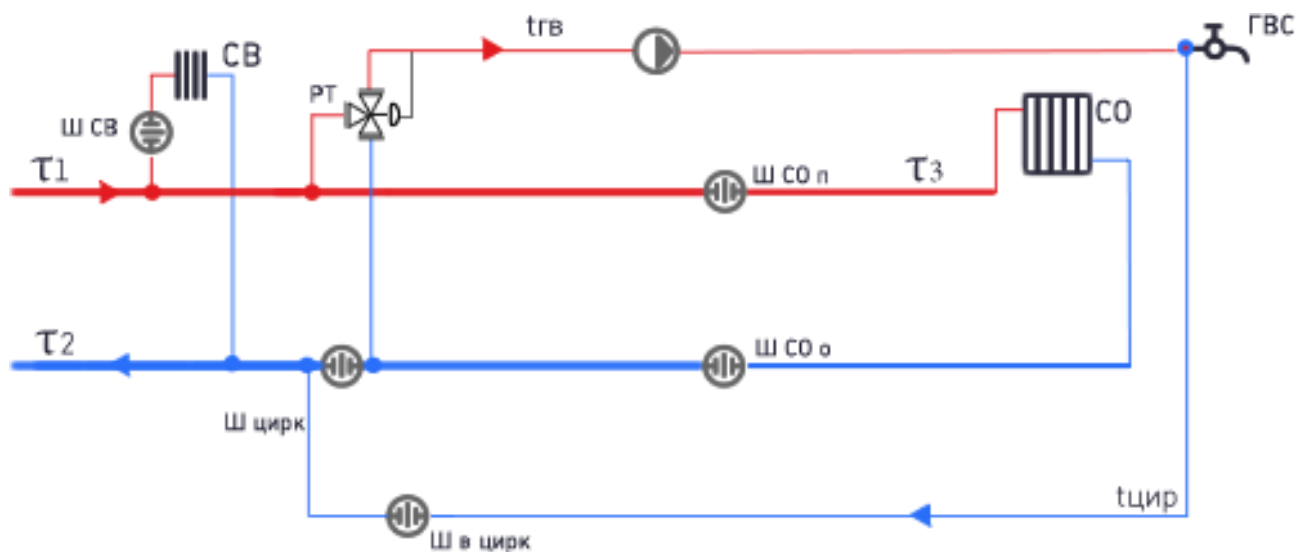 tгв
ГВС
СВ
РТ
СО
Ш СВ
τ1
Ш СО п
τ3
τ2
Ш СО о
Ш цирк
tцир
Ш в цирк